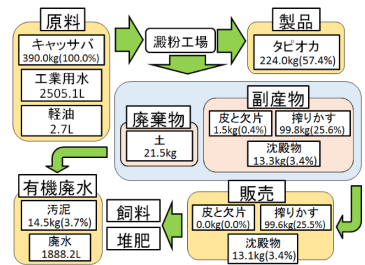 原料
キャッサバ
390.0kg(100.0%)
工業用水
2505.1L
軽油
2.7L
澱粉工場
製品
タピオカ
224.0kg(57.4%)
副産物
廃棄物
土
21.5kg
皮と欠片
1.5kg(0.4%)
搾りかす
99.8kg(25.6%)
沈殿物
13.3kg(3.4%)
有機廃水
汚泥
14.5kg(3.7%)
廃水
1888.2L
飼料
堆肥
販売
皮と欠片
0.0kg(0.0%)
搾りかす
99.6kg(25.5%)
沈殿物
13.1kg(3.4%)